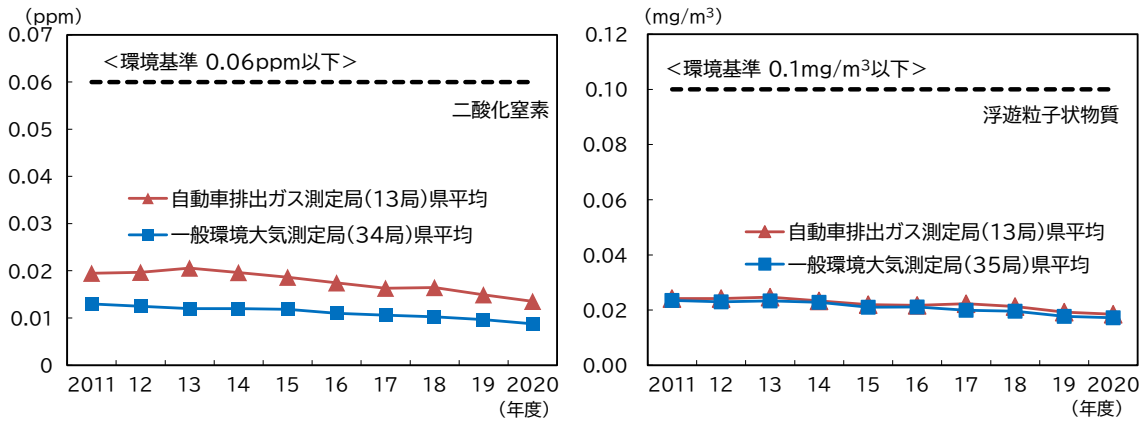 (ppm)
0.07
0.06
0.05
0.04
0.03
0.02
0.01
0
<環境基準 0.06ppm以下>
二酸化窒素
自動車排出ガス測定局(13局)県平均
一般環境大気測定局(34局)県平均
2011 12 13 14 15 16 17 18 19 2020
(年度)
(mg/m³)
0.12
0.10
0.08
0.06
0.04
0.02
0.00
<環境基準 0.1mg/m³以下>
浮遊粒子状物質
自動車排出ガス測定局(13局)県平均
一般環境大気測定局(35局)県平均
2011 12 13 14 15 16 17 18 19 2020
(年度)